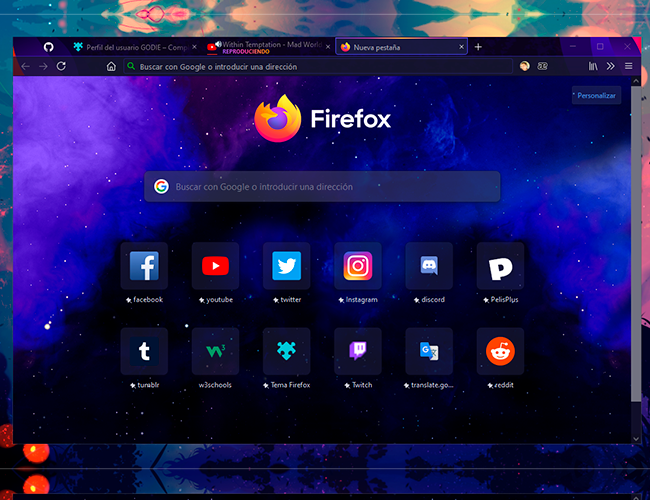 Perfil del usuario GODIE – Comp
Within Temptation - Mad World
REPRODUCIENDO
Nueva pestaña
Buscar con Google o introducir una dirección
Personalizar
Firefox
Buscar con Google o introducir una dirección
facebook
youtube
twitter
Instagram
discord
PelisPlus
tumblr
w3schools
Tema Firefox
Twitch
translate.go...
reddit